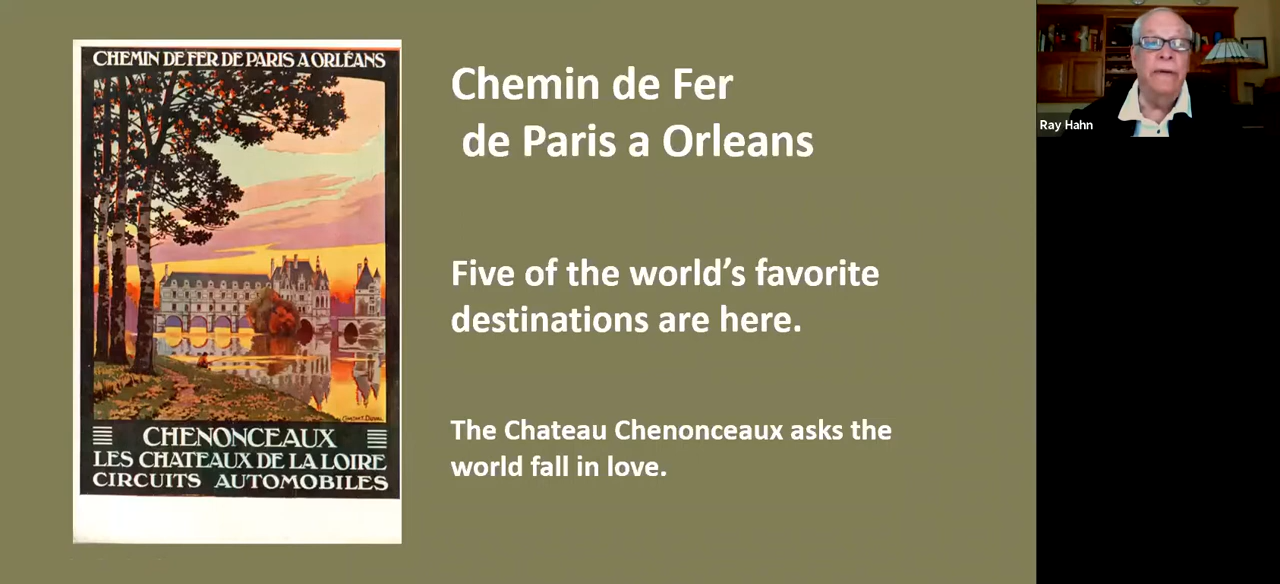 CHEMIN DE FER DE PARIS A ORLÉANS
CONSTANT DUVAL
CHENONCEAUX
LES CHATEAUX DE LA LOIRE
CIRCUITS AUTOMOBILES
Chemin de Fer
de Paris a Orleans
Five of the world's favorite
destinations are here.
The Chateau Chenonceaux asks the
world fall in love.
Ray Hahn